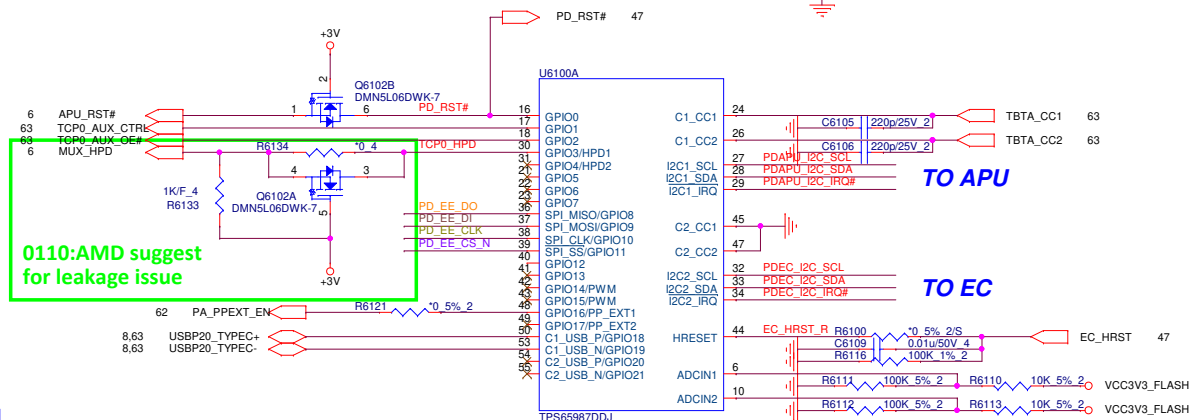 PD_RST# 47
+3V
U6100A
Q6102B
DMN5L06DWK-7
2
6 APU_RST# 1 6 PD_RST# 16 GPIO0
63 TCP0_AUX_CTRL 17 GPIO1
63 TCP0_AUX_OE# 18 GPIO2
6 MUX_HPD R6134 *0_4 TCP0_HPD 30 GPIO3/HPD1
31 GPIO4/HPD2
21 GPIO5
22 GPIO6
23 GPIO7
4 3
1K/F_4
R6133
Q6102A
DMN5L06DWK-7
5
+3V
0110:AMD suggest
for leakage issue
PD_EE_DO 36 SPI_MISO/GPIO8
PD_EE_DI 37 SPI_MOSI/GPIO9
PD_EE_CLK 38 SPI_CLK/GPIO10
PD_EE_CS_N 39 SPI_SS/GPIO11
40 GPIO12
41 GPIO13
42 GPIO14/PWM
43 GPIO15/PWM
62 PA_PPEXT_EN R6121 *0_5%_2 48 GPIO16/PP_EXT1
49 GPIO17/PP_EXT2
8,63 USBP20_TYPEC+ 50 C1_USB_P/GPIO18
8,63 USBP20_TYPEC- 53 C1_USB_N/GPIO19
54 C2_USB_P/GPIO20
55 C2_USB_N/GPIO21
C1_CC1 24 TBTA_CC1 63
C6105 220p/25V_2
C1_CC2 26 TBTA_CC2 63
C6106 220p/25V_2
I2C1_SCL 27 PDAPU_I2C_SCL
I2C1_SDA 28 PDAPU_I2C_SDA
I2C1_IRQ 29 PDAPU_I2C_IRQ#
TO APU
C2_CC1 45
C2_CC2 47
I2C2_SCL 32 PDEC_I2C_SCL
I2C2_SDA 33 PDEC_I2C_SDA
I2C2_IRQ 34 PDEC_I2C_IRQ#
TO EC
HRESET 44 EC_HRST_R R6100 *0_5%_2/S EC_HRST 47
C6109 0.01u/50V_4
R6116 100K_1%_2
ADCIN1 6
R6111 100K_5%_2 R6110 10K_5%_2 VCC3V3_FLASH
ADCIN2 10
R6112 100K_5%_2 R6113 10K_5%_2 VCC3V3_FLASH
TPS65987DDJ